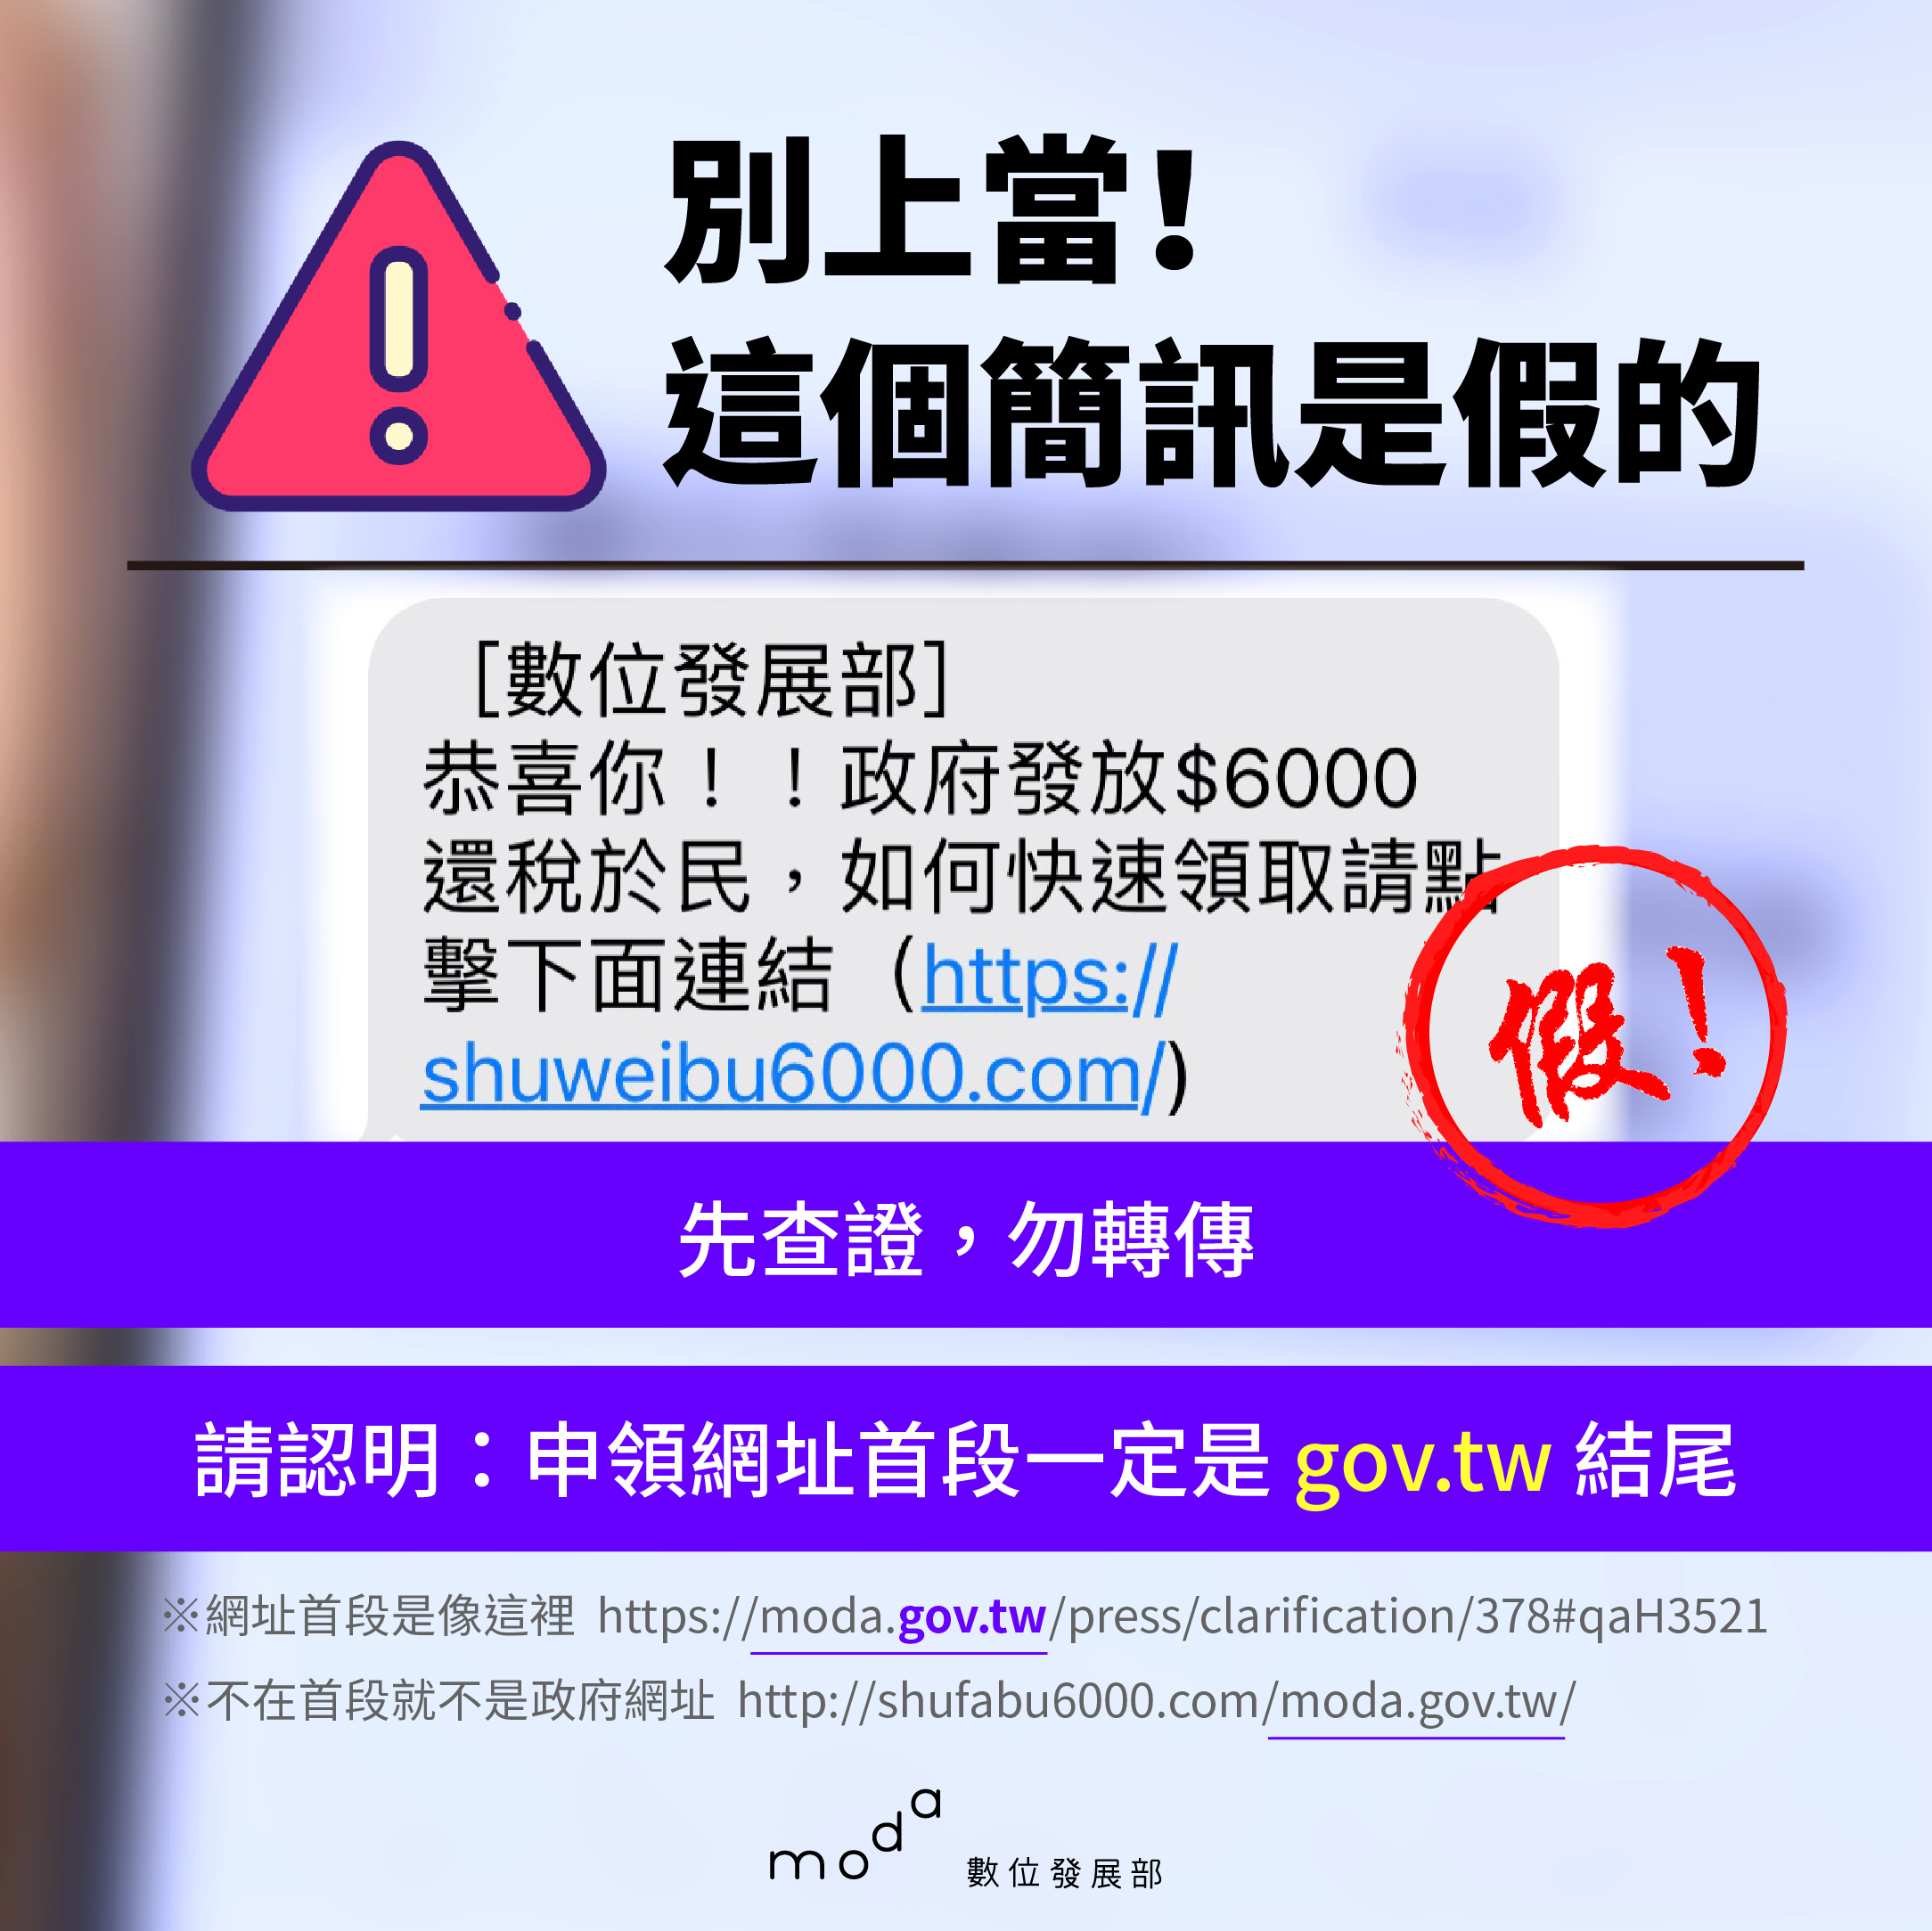 別上當!
這個簡訊是假的
[數位發展部]
恭喜你！！政府發放$6000
還稅於民，如何快速領取請點
擊下面連結（https://
shuweibu6000.com/)
假!
先查證，勿轉傳
請認明：申領網址首段一定是 gov.tw 結尾
※網址首段是像這裡 https://moda.gov.tw/press/clarification/378#qaH3521
※不在首段就不是政府網址 http://shufabu6000.com/moda.gov.tw/
moda 數位發展部